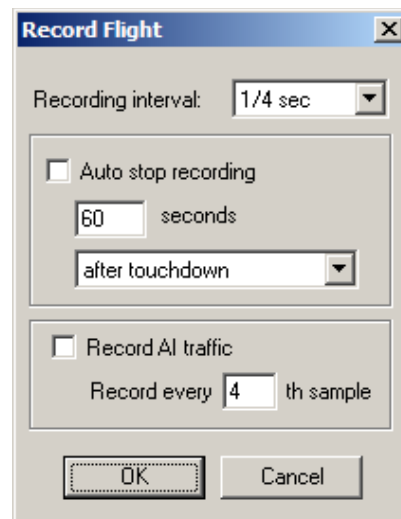 Record Flight
Recording interval: 1/4 sec
Auto stop recording
60 seconds
after touchdown
Record AI traffic
Record every 4 th sample
OK Cancel